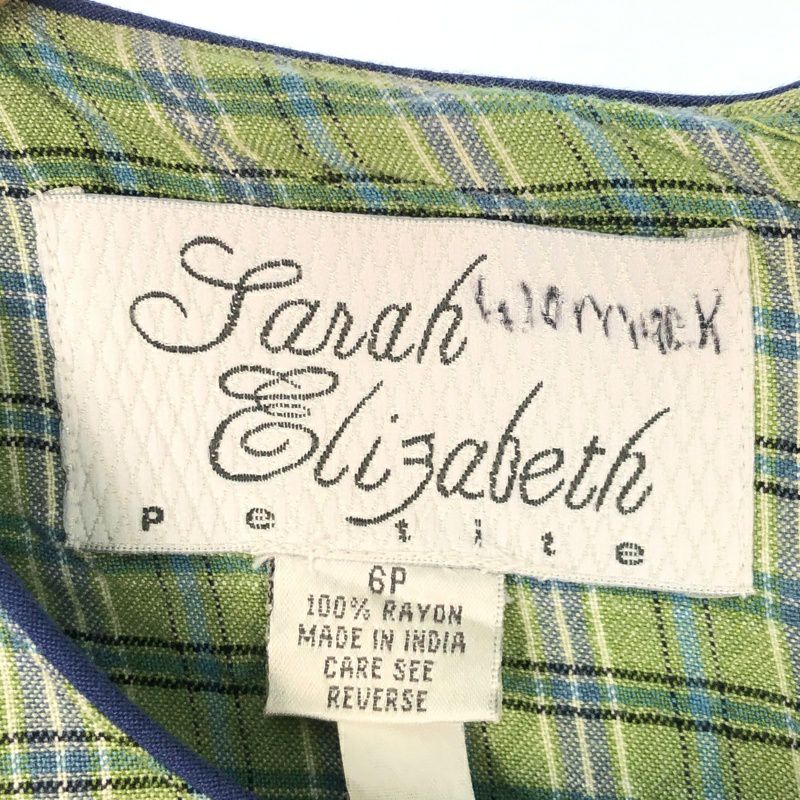 Sarah
Elizabeth
petite
6P
100% RAYON
MADE IN INDIA
CARE SEE
REVERSE